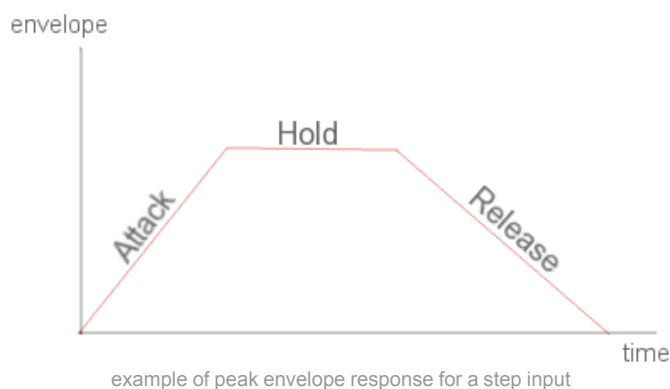 envelope
Hold
Attack
Release
time
example of peak envelope response for a step input